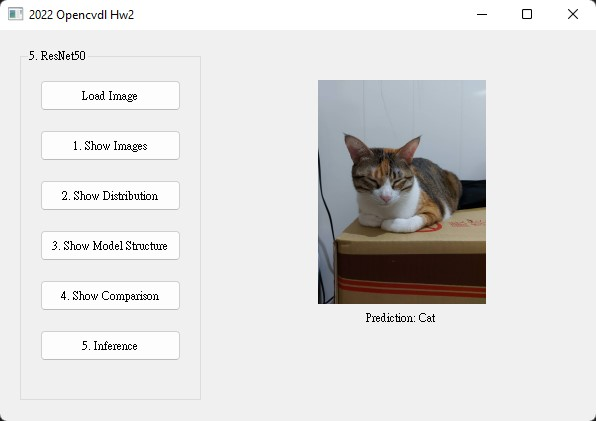 2022 Opencvdl Hw2
5. ResNet50
Load Image
1. Show Images
2. Show Distribution
3. Show Model Structure
4. Show Comparison
5. Inference
Prediction: Cat